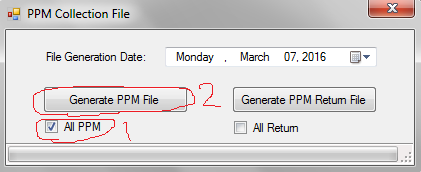 PPM Collection File
File Generation Date: Monday , March 07, 2016
Generate PPM File 2 Generate PPM Return File
All PPM 1 All Return